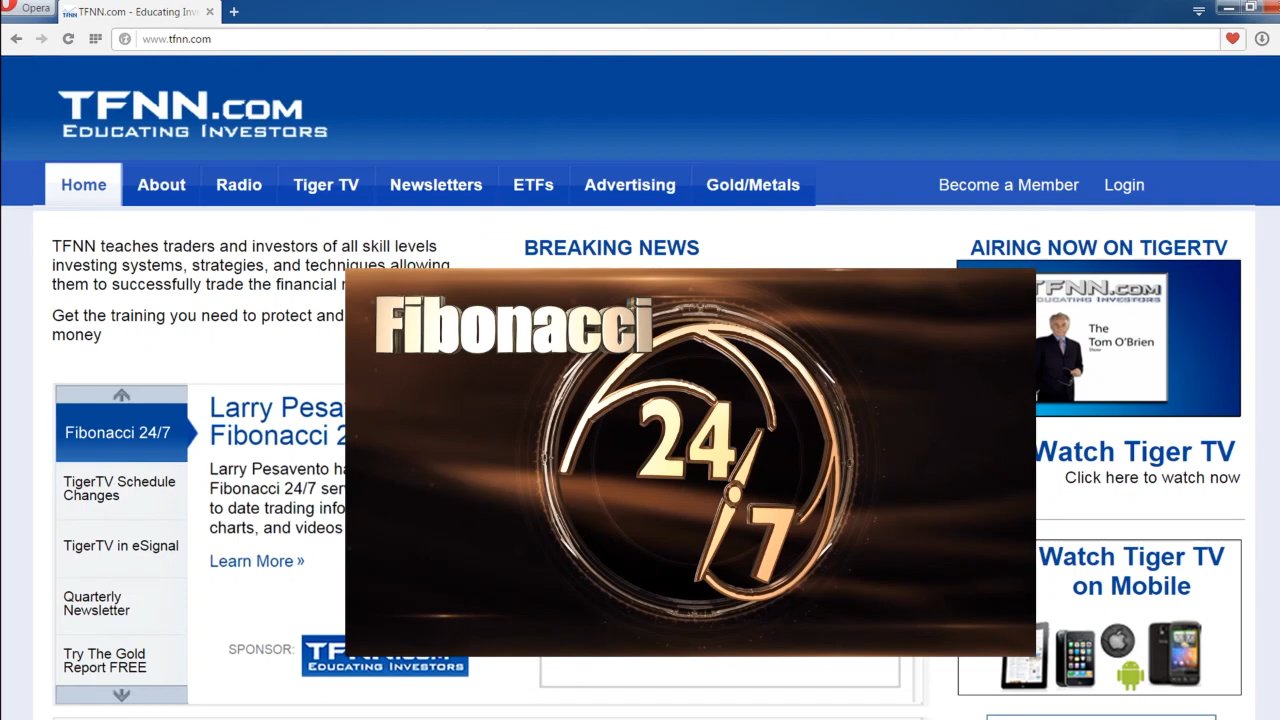 Opera
TFNN.com - Educating Inv
www.tfnn.com
TFNN.COM
EDUCATING INVESTORS
Home
About
Radio
Tiger TV
Newsletters
ETFs
Advertising
Gold/Metals
Become a Member
Login
TFNN teaches traders and investors of all skill levels
investing systems, strategies, and techniques allowing
them to successfully trade the financial
Get the training you need to protect and
money
BREAKING NEWS
AIRING NOW ON TIGERTV
TFNN.COM
EDUCATING INVESTORS
The
Tom O'Brien
Show
Watch Tiger TV
Click here to watch now
Watch Tiger TV
on Mobile
Fibonacci
24
7
Fibonacci 24/7
TigerTV Schedule
Changes
TigerTV in eSignal
Quarterly
Newsletter
Try The Gold
Report FREE
Larry Pesa
Fibonacci 2
Larry Pesavento h
Fibonacci 24/7 ser
to date trading info
charts, and videos
Learn More »
SPONSOR:
TFNN.COM
EDUCATING INVESTORS